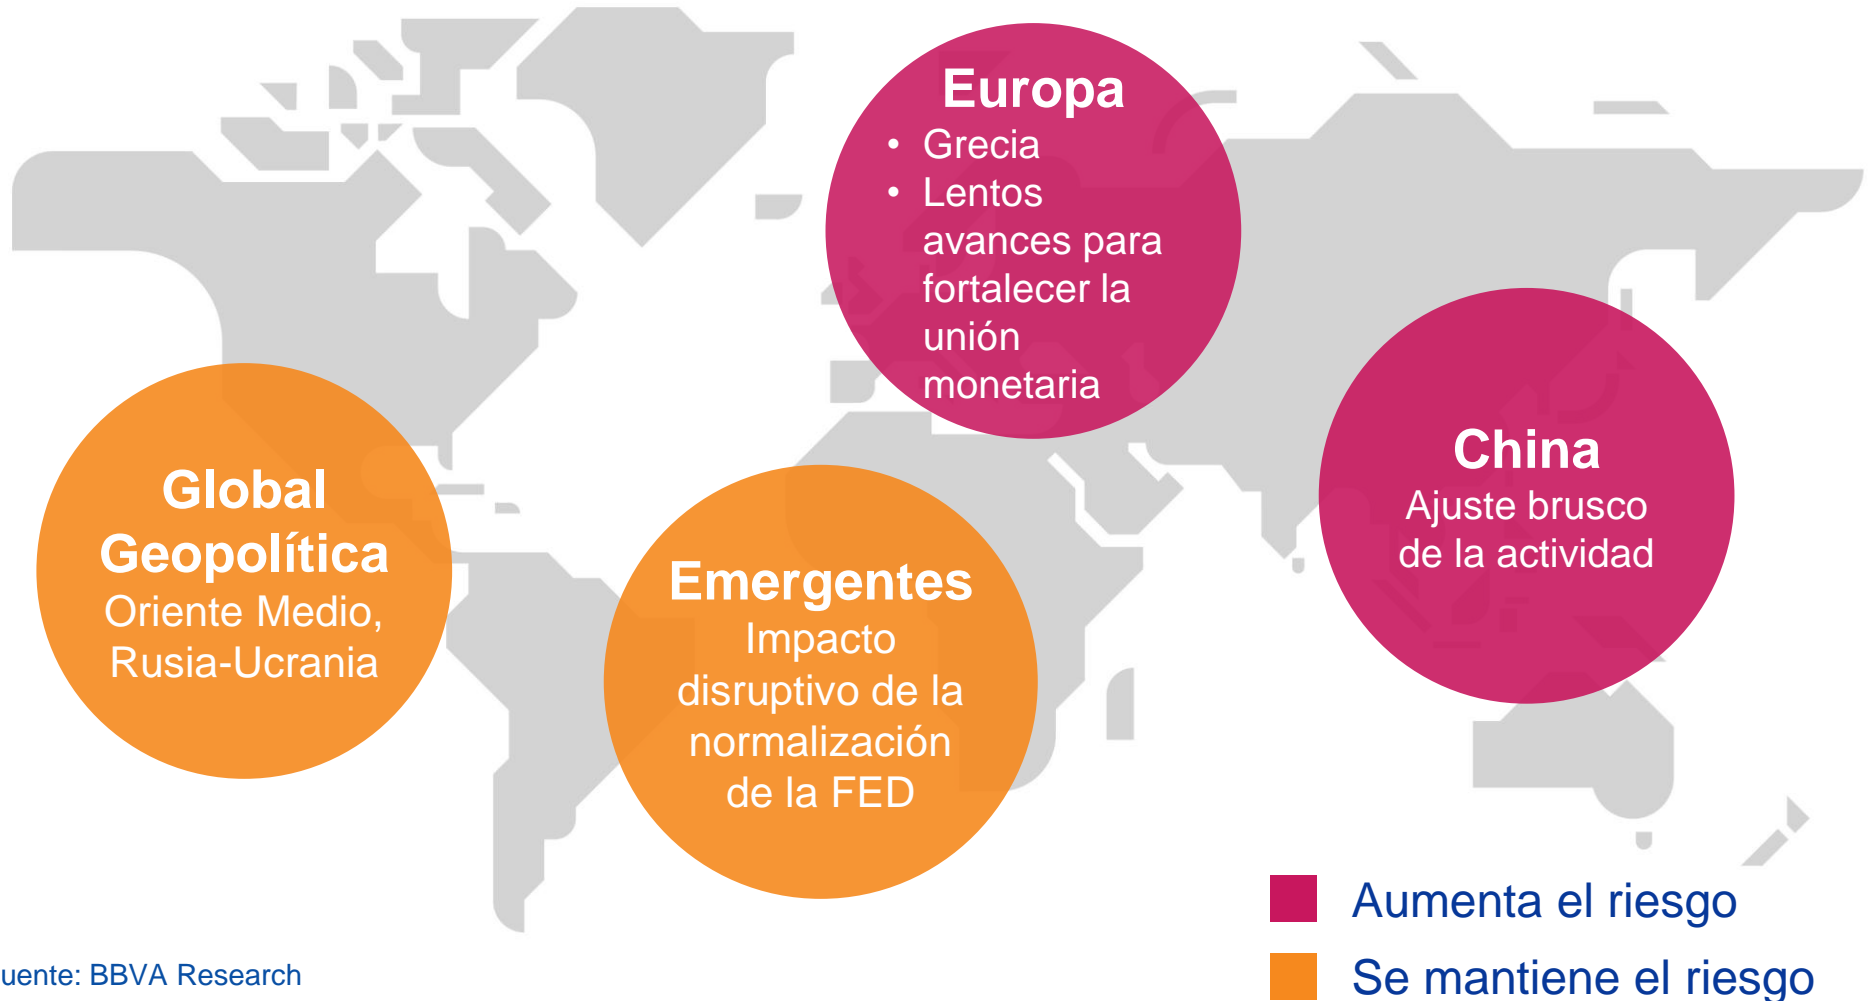 Europa
• Grecia
• Lentos
avances para
fortalecer la
unión
monetaria
China
Ajuste brusco
de la actividad
Global
Geopolítica
Oriente Medio,
Rusia-Ucrania
Emergentes
Impacto
disruptivo de la
normalización
de la FED
Aumenta el riesgo
Se mantiene el riesgo
uente: BBVA Research